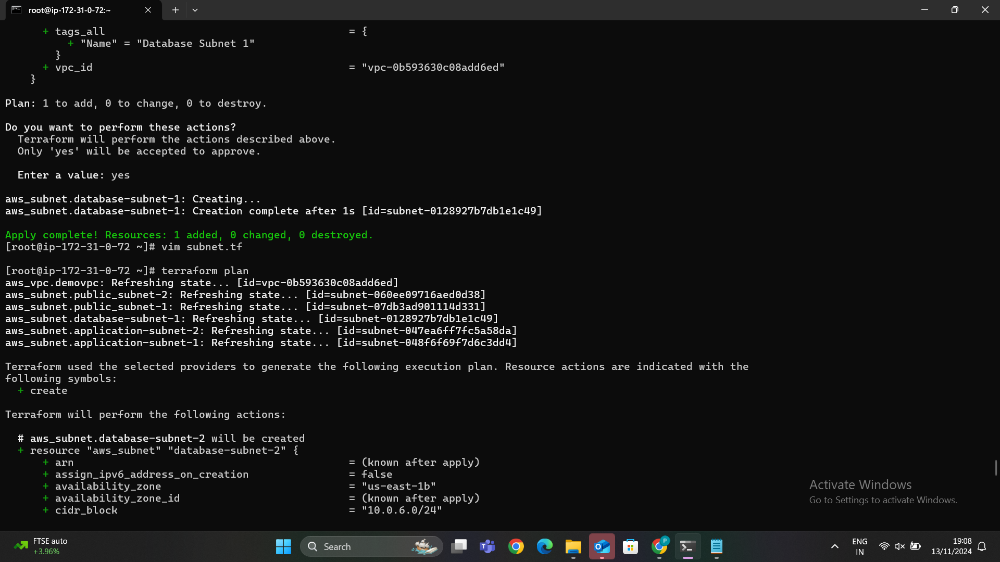 root@ip-172-31-0-72:~
+ tags_all = {
+ "Name" = "Database Subnet 1"
}
+ vpc_id = "vpc-0b593630c08add6ed"
}
Plan: 1 to add, 0 to change, 0 to destroy.
Do you want to perform these actions?
Terraform will perform the actions described above.
Only 'yes' will be accepted to approve.
Enter a value: yes
aws_subnet.database-subnet-1: Creating...
aws_subnet.database-subnet-1: Creation complete after 1s [id=subnet-0128927b7db1e1c49]
Apply complete! Resources: 1 added, 0 changed, 0 destroyed.
[root@ip-172-31-0-72 ~]# vim subnet.tf
[root@ip-172-31-0-72 ~]# terraform plan
aws_vpc.demovpc: Refreshing state... [id=vpc-0b593630c08add6ed]
aws_subnet.public_subnet-2: Refreshing state... [id=subnet-060ee09716aed0d38]
aws_subnet.public_subnet-1: Refreshing state... [id=subnet-07db3ad901114d331]
aws_subnet.database-subnet-1: Refreshing state... [id=subnet-0128927b7db1e1c49]
aws_subnet.application-subnet-2: Refreshing state... [id=subnet-047ea6ff7fc5a58da]
aws_subnet.application-subnet-1: Refreshing state... [id=subnet-048f6f69f7d6c3dd4]
Terraform used the selected providers to generate the following execution plan. Resource actions are indicated with the
following symbols:
+ create
Terraform will perform the following actions:
# aws_subnet.database-subnet-2 will be created
+ resource "aws_subnet" "database-subnet-2" {
+ arn = (known after apply)
+ assign_ipv6_address_on_creation = false
+ availability_zone = "us-east-1b"
+ availability_zone_id = (known after apply)
+ cidr_block = "10.0.6.0/24"
Activate Windows
Go to Settings to activate Windows.
FTSE auto
+3.96%
Search
P
ENG
IN
19:08
13/11/2024